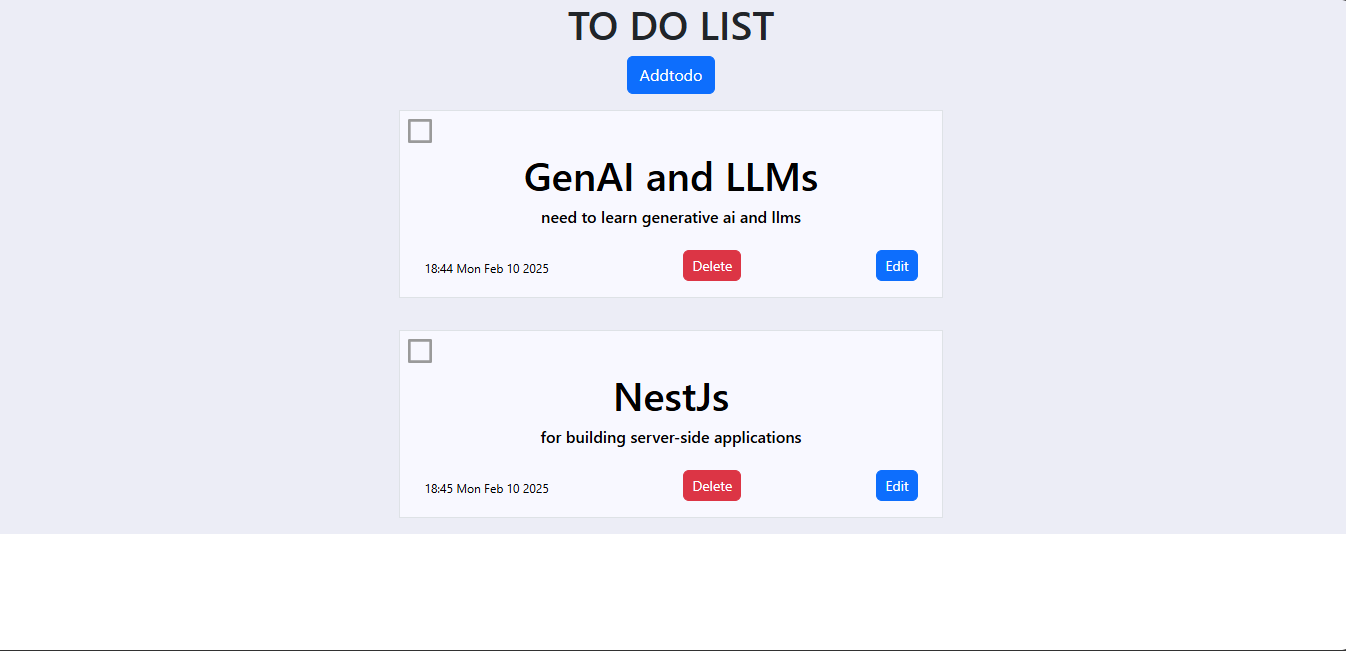 TO DO LIST
Addtodo
GenAI and LLMs
need to learn generative ai and llms
18:44 Mon Feb 10 2025 Delete Edit
NestJs
for building server-side applications
18:45 Mon Feb 10 2025 Delete Edit